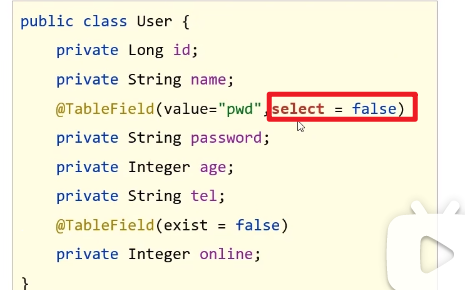 public class User {
    private Long id;
    private String name;
    @TableField(value="pwd",select = false)
    private String password;
    private Integer age;
    private String tel;
    @TableField(exist = false)
    private Integer online;
}